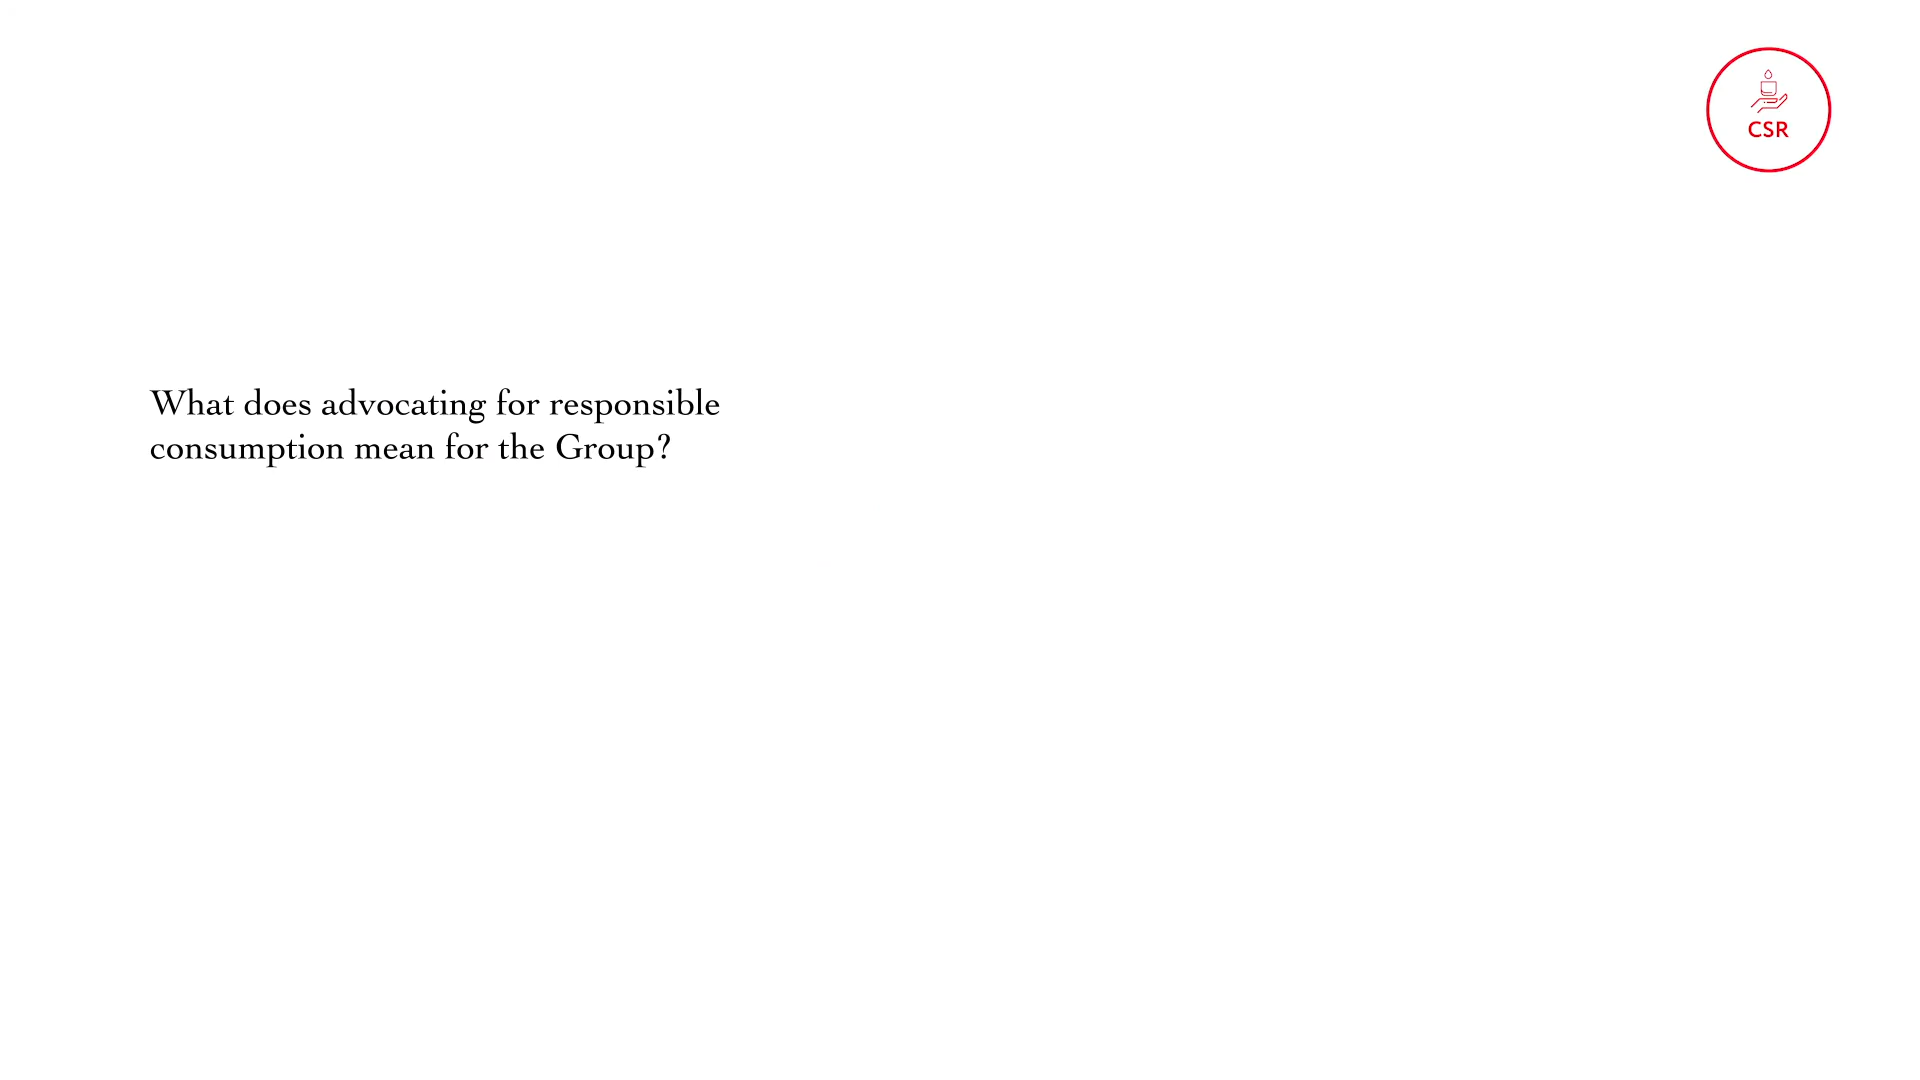 CSR
What does advocating for responsible
consumption mean for the Group?